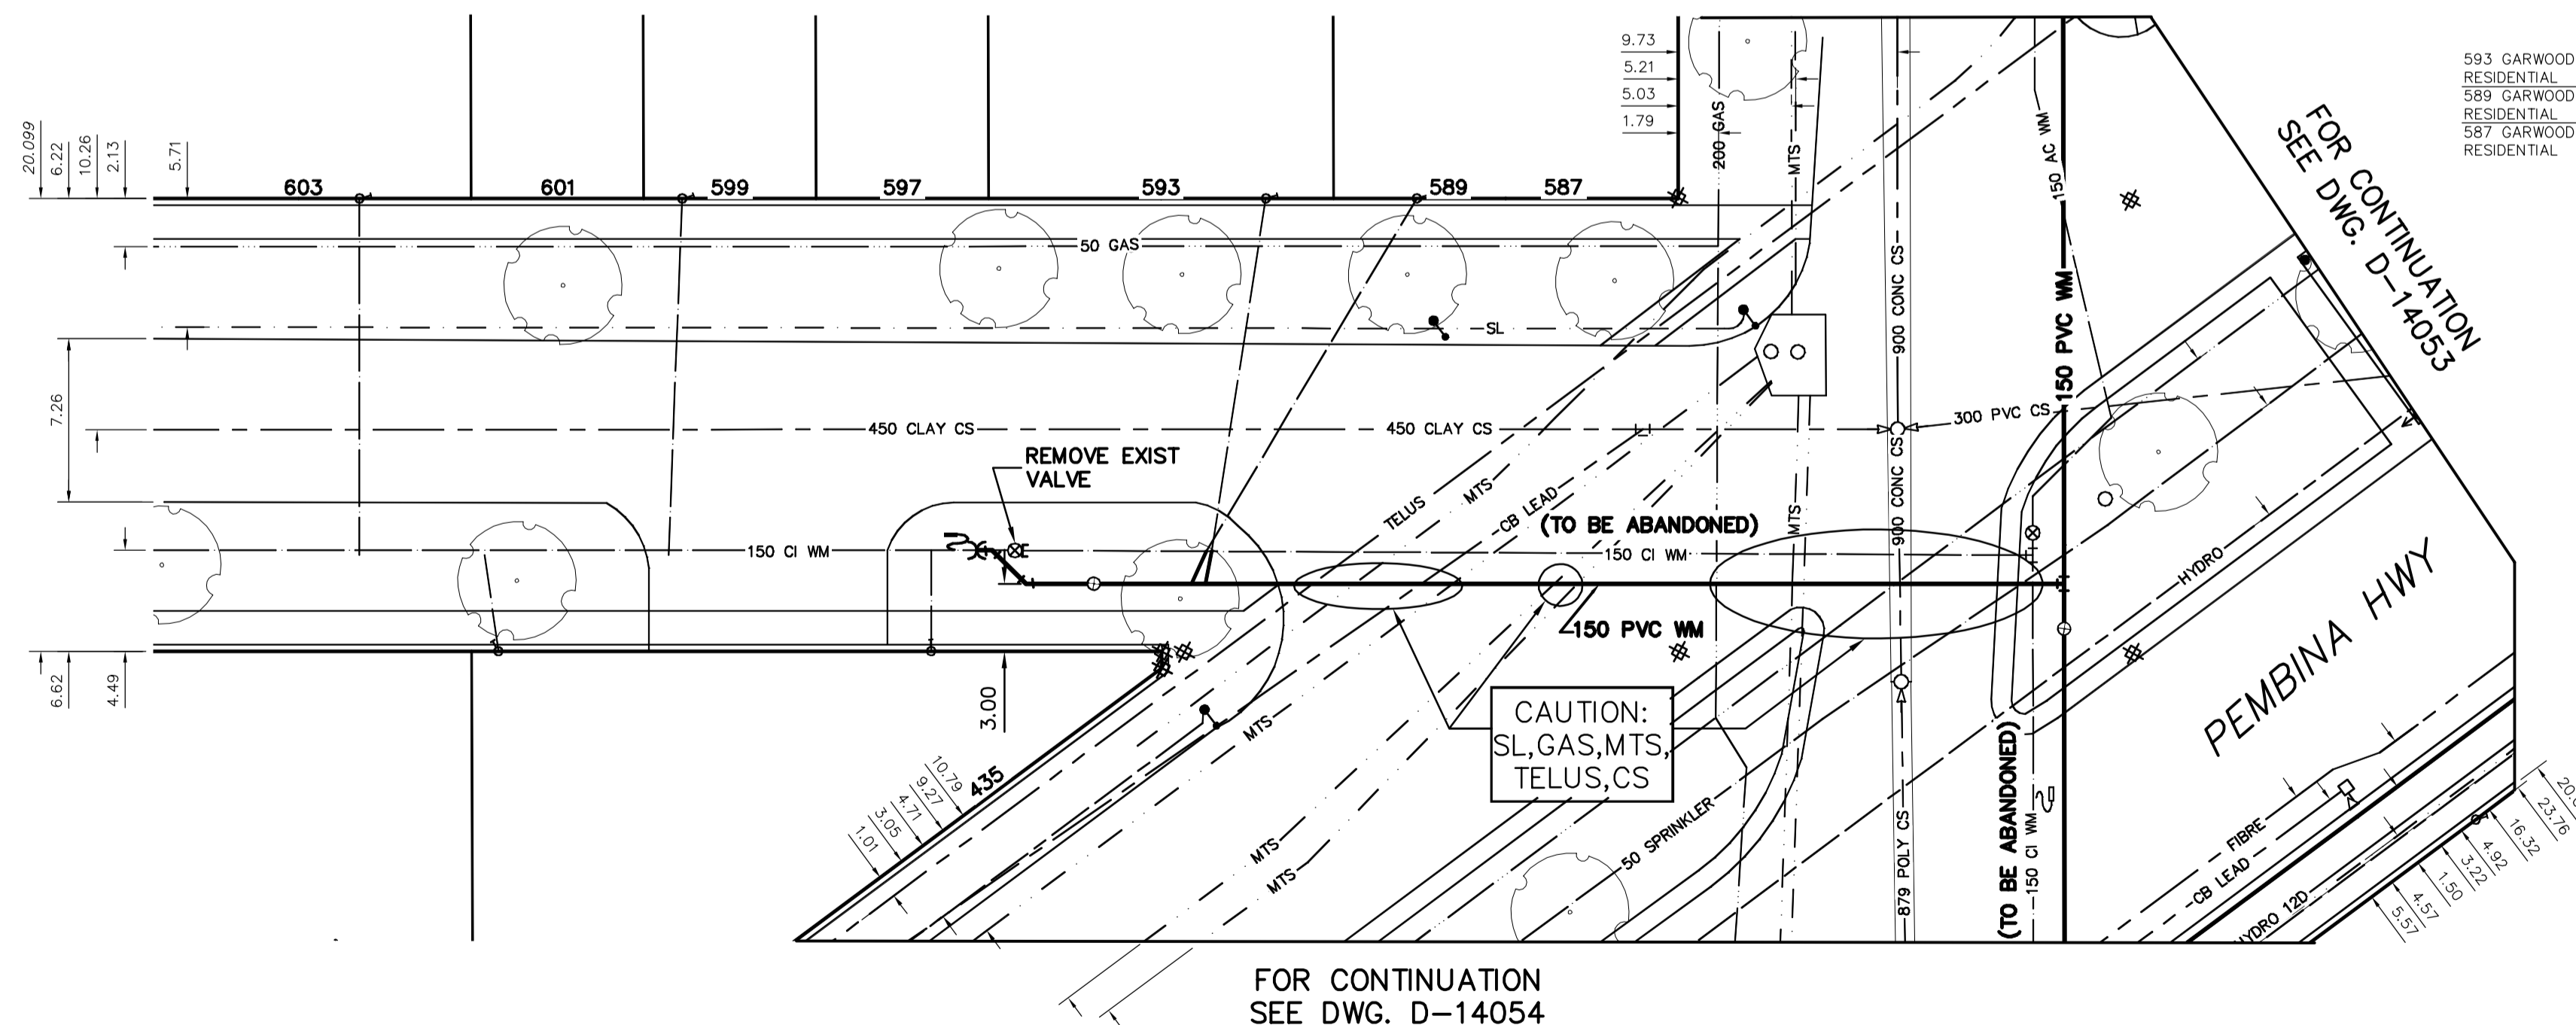 9.73
5.21
5.03
1.79
593 GARWOOD
RESIDENTIAL
589 GARWOOD
RESIDENTIAL
587 GARWOOD
RESIDENTIAL
FOR CONTINUATION
SEE DWG. D-14053
20.099
6.22
10.26
2.13
5.71
603
601
599
597
593
589
587
200 GAS
MTS
150 AC WM
50 GAS
SL
900 CONC CS
150 PVC WM
7.26
450 CLAY CS
450 CLAY CS
300 PVC CS
REMOVE EXIST
VALVE
900 CONC CS
TELUS
MTS
CB LEAD
MTS
(TO BE ABANDONED)
150 CI WM
150 CI WM
HYDRO
PEMBINA HWY
150 PVC WM
6.62
4.49
3.00
MTS
CAUTION:
SL,GAS,MTS,
TELUS,CS
10.79
9.27
4.71
3.05
1.01
435
MTS
MTS
50 SPRINKLER
879 POLY CS
(TO BE ABANDONED)
150 CI WM
FIBRE
CB LEAD
HYDRO 12D
23.76
16.32
4.92
3.22
1.50
4.57
5.57
FOR CONTINUATION
SEE DWG. D-14054